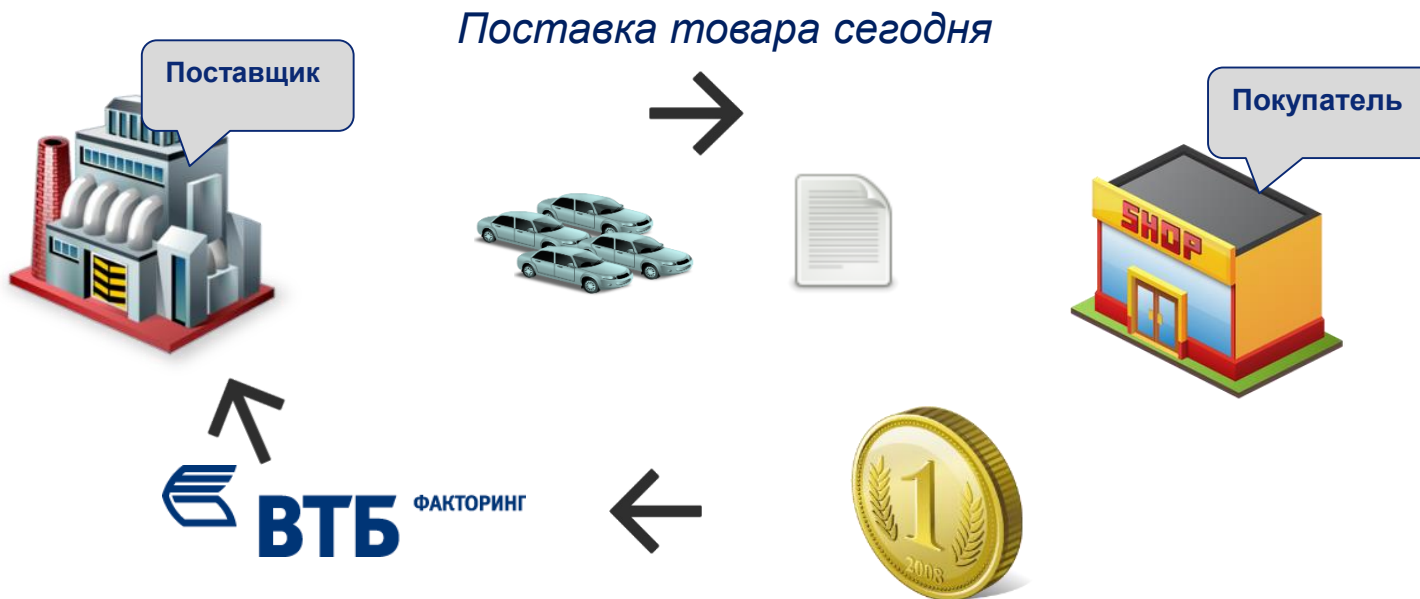 Поставка товара сегодня
Поставщик
Покупатель
SHOP
ВТБ ФАКТОРИНГ
1
2008